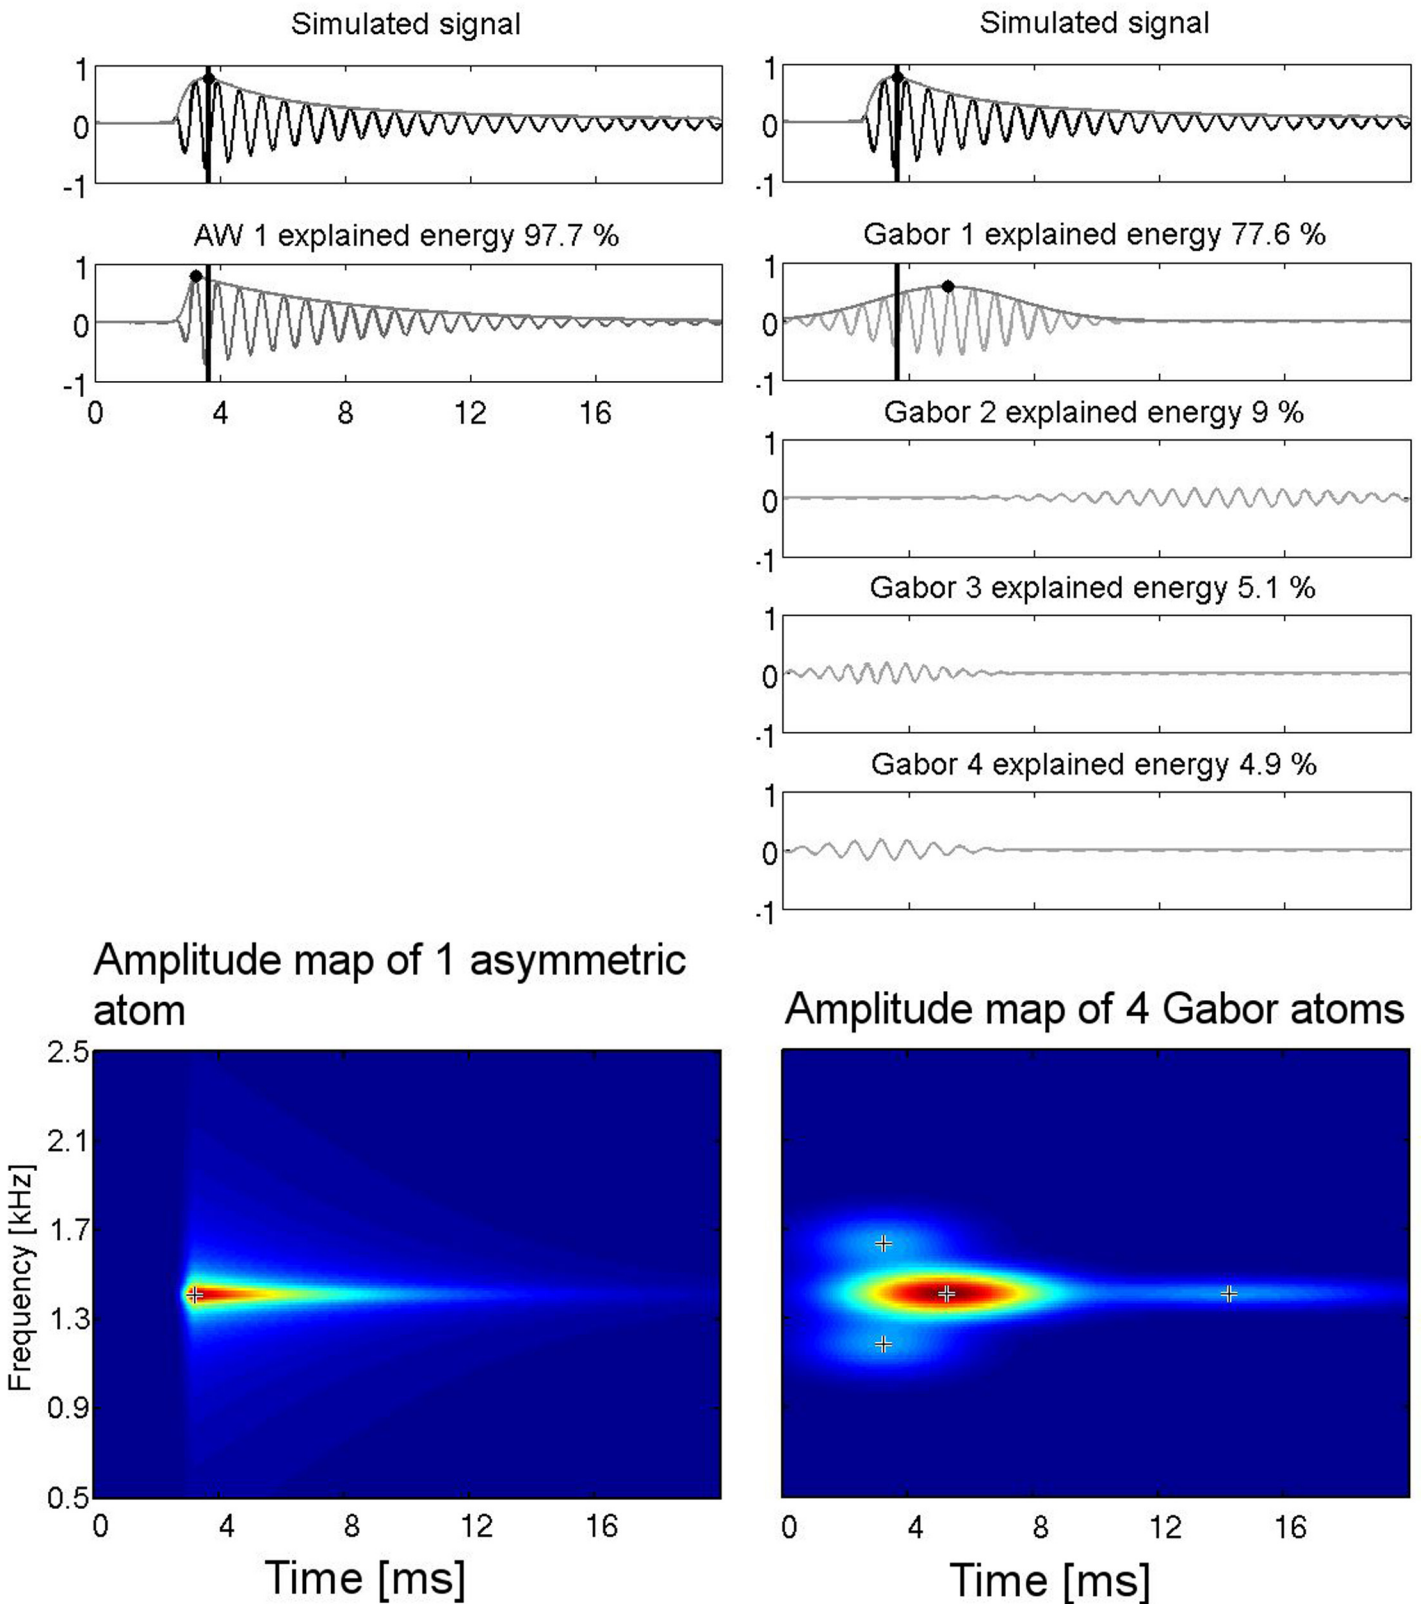 Simulated signal
1
0
-1
AW 1 explained energy 97.7 %
1
0
-1
0 4 8 12 16
Simulated signal
1
0
-1
Gabor 1 explained energy 77.6 %
1
0
-1
Gabor 2 explained energy 9 %
1
0
-1
Gabor 3 explained energy 5.1 %
1
0
-1
Gabor 4 explained energy 4.9 %
1
0
-1
Amplitude map of 1 asymmetric
atom
2.5
2.1
1.7
1.3
0.9
0.5
Frequency [kHz]
0 4 8 12 16
Time [ms]
Amplitude map of 4 Gabor atoms
0 4 8 12 16
Time [ms]